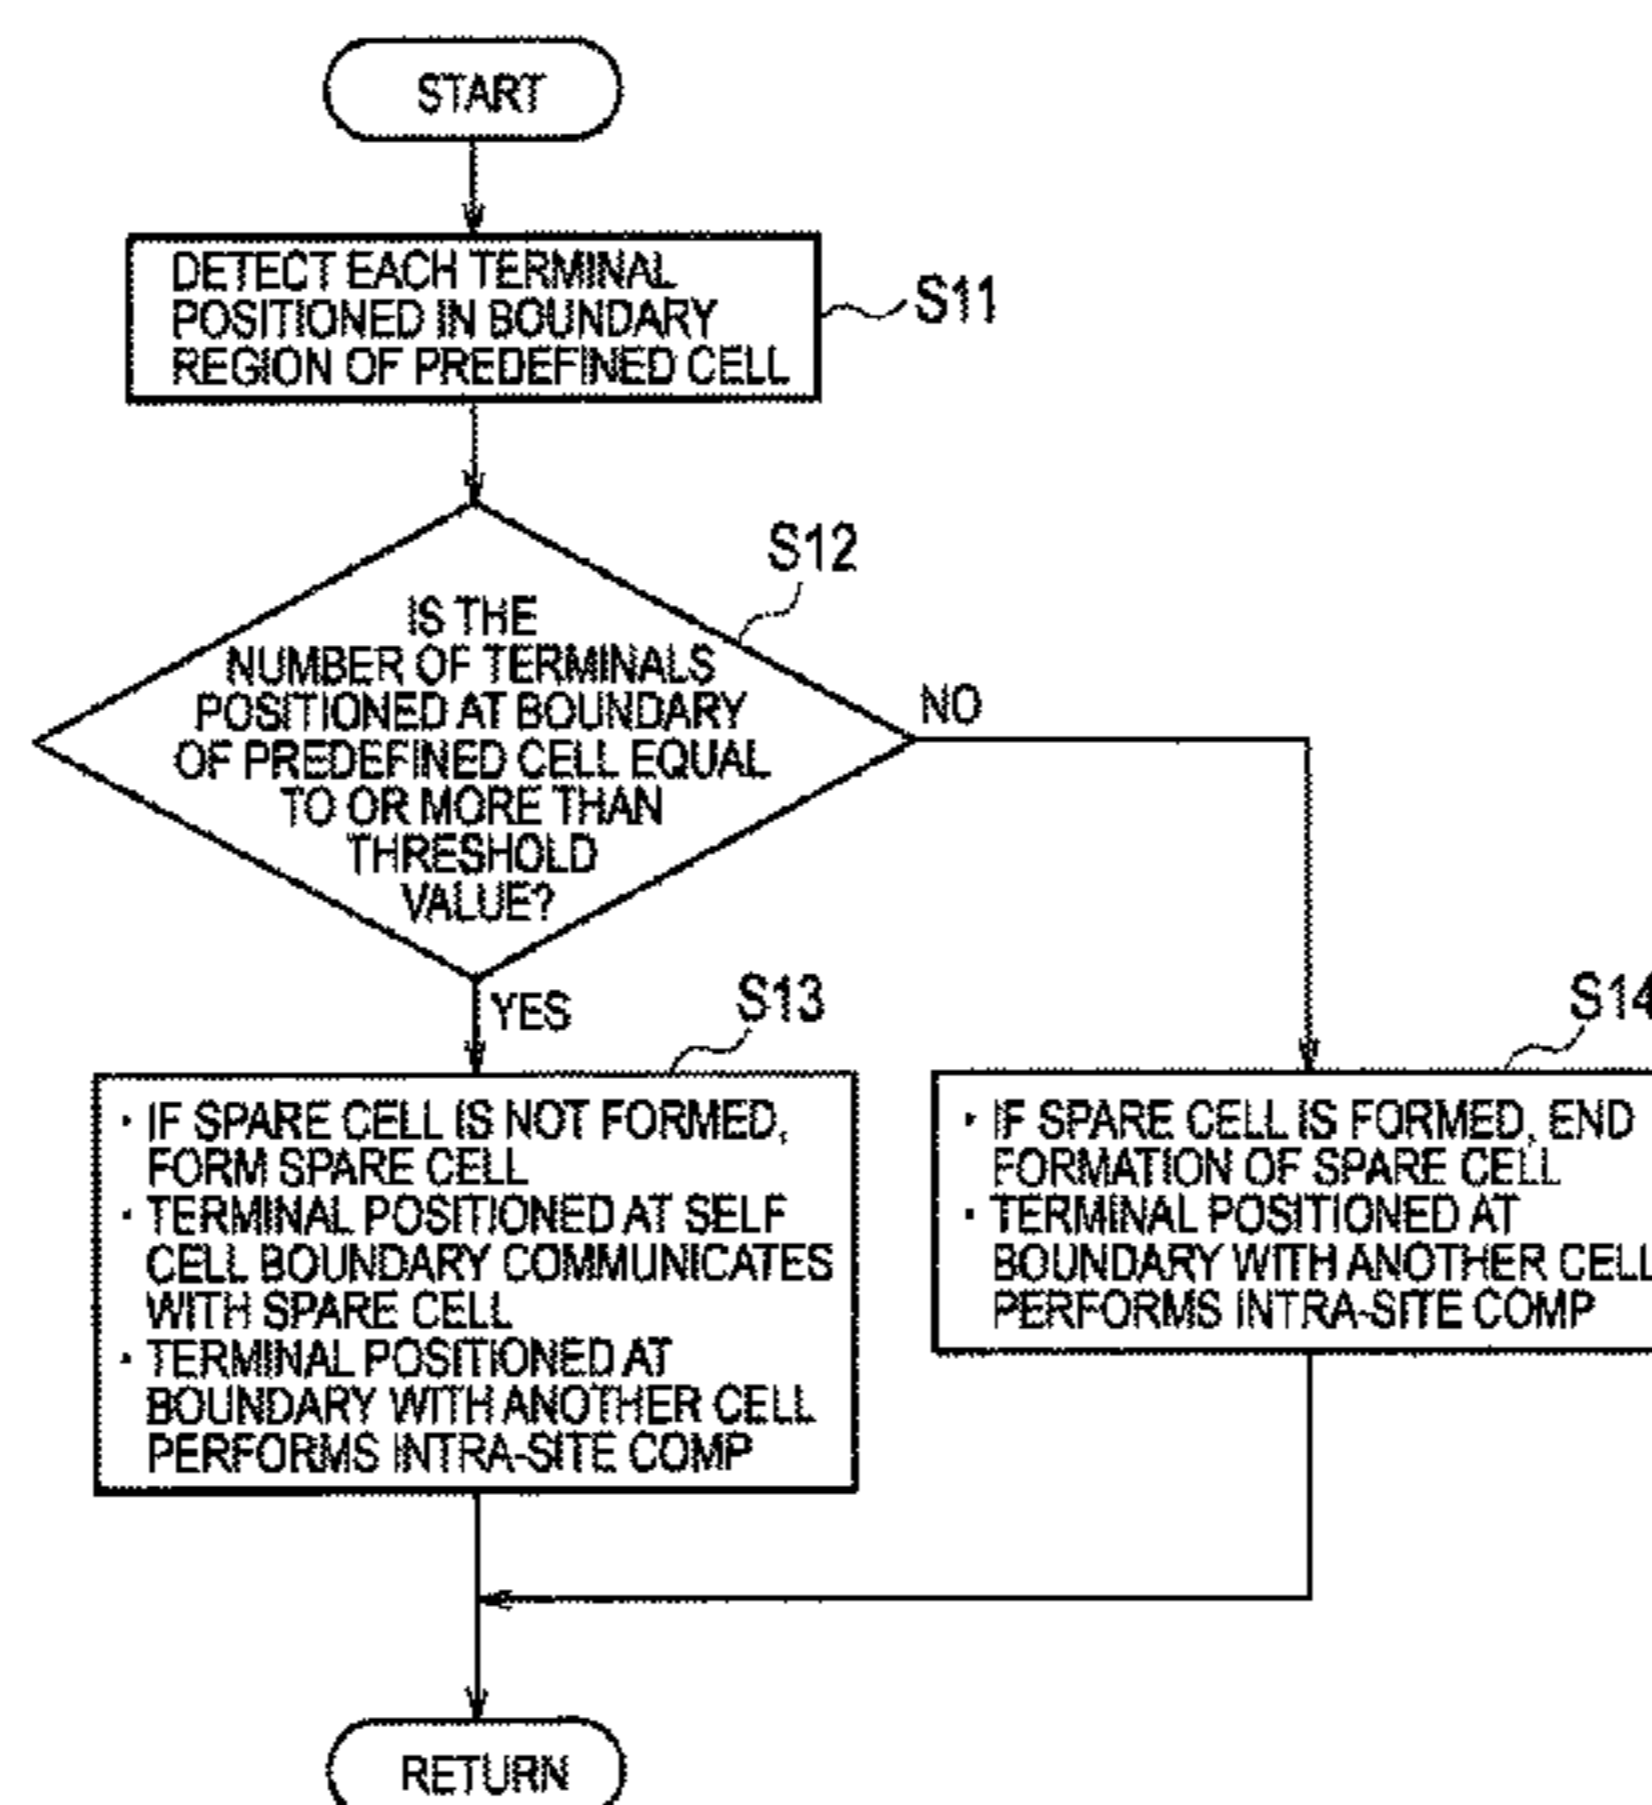 START
DETECT EACH TERMINAL
POSITIONED IN BOUNDARY
REGION OF PREDEFINED CELL
S11
S12
IS THE
NUMBER OF TERMINALS
POSITIONED AT BOUNDARY
OF PREDEFINED CELL EQUAL
TO OR MORE THAN
THRESHOLD
VALUE?
NO
YES
S13
· IF SPARE CELL IS NOT FORMED,
FORM SPARE CELL
· TERMINAL POSITIONED AT SELF
CELL BOUNDARY COMMUNICATES
WITH SPARE CELL
· TERMINAL POSITIONED AT
BOUNDARY WITH ANOTHER CELL
PERFORMS INTRA-SITE COMP
S14
· IF SPARE CELL IS FORMED, END
FORMATION OF SPARE CELL
· TERMINAL POSITIONED AT
BOUNDARY WITH ANOTHER CELL
PERFORMS INTRA-SITE COMP
RETURN